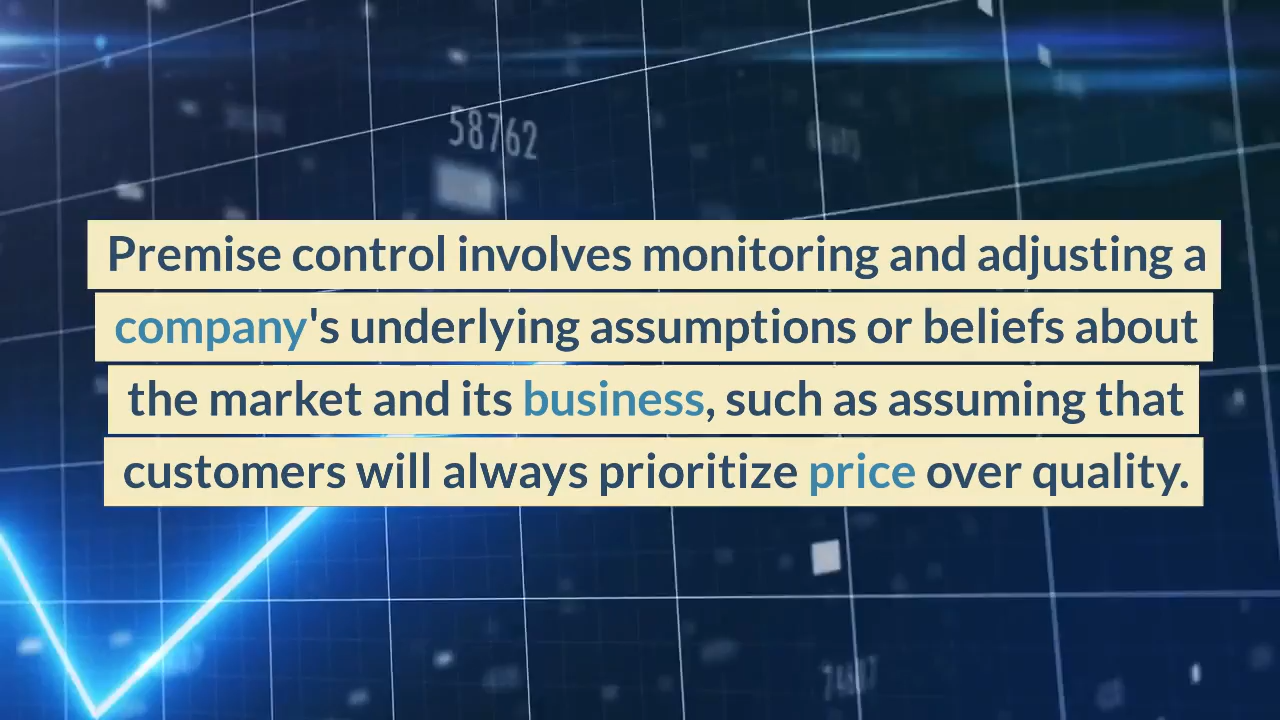 58762
Premise control involves monitoring and adjusting a
company's underlying assumptions or beliefs about
the market and its business, such as assuming that
customers will always prioritize price over quality.